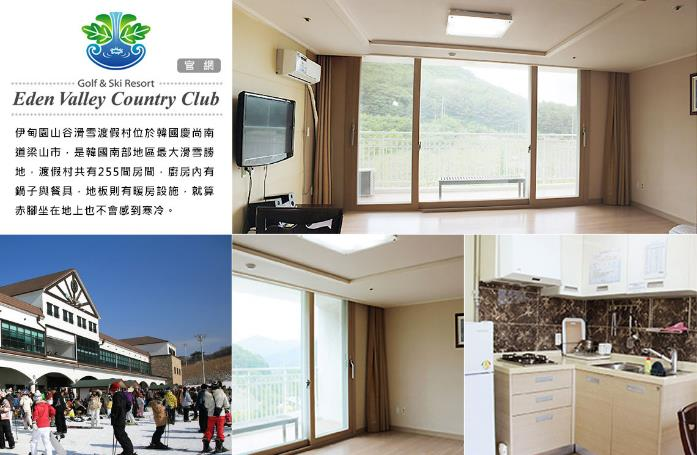 官網
Golf & Ski Resort
Eden Valley Country Club
伊甸園山谷滑雪渡假村位於韓國慶尚南
道梁山市，是韓國南部地區最大滑雪勝
地，渡假村共有255間房間，廚房內有
鍋子與餐具，地板則有暖房設施，就算
赤腳坐在地上也不會感到寒冷。